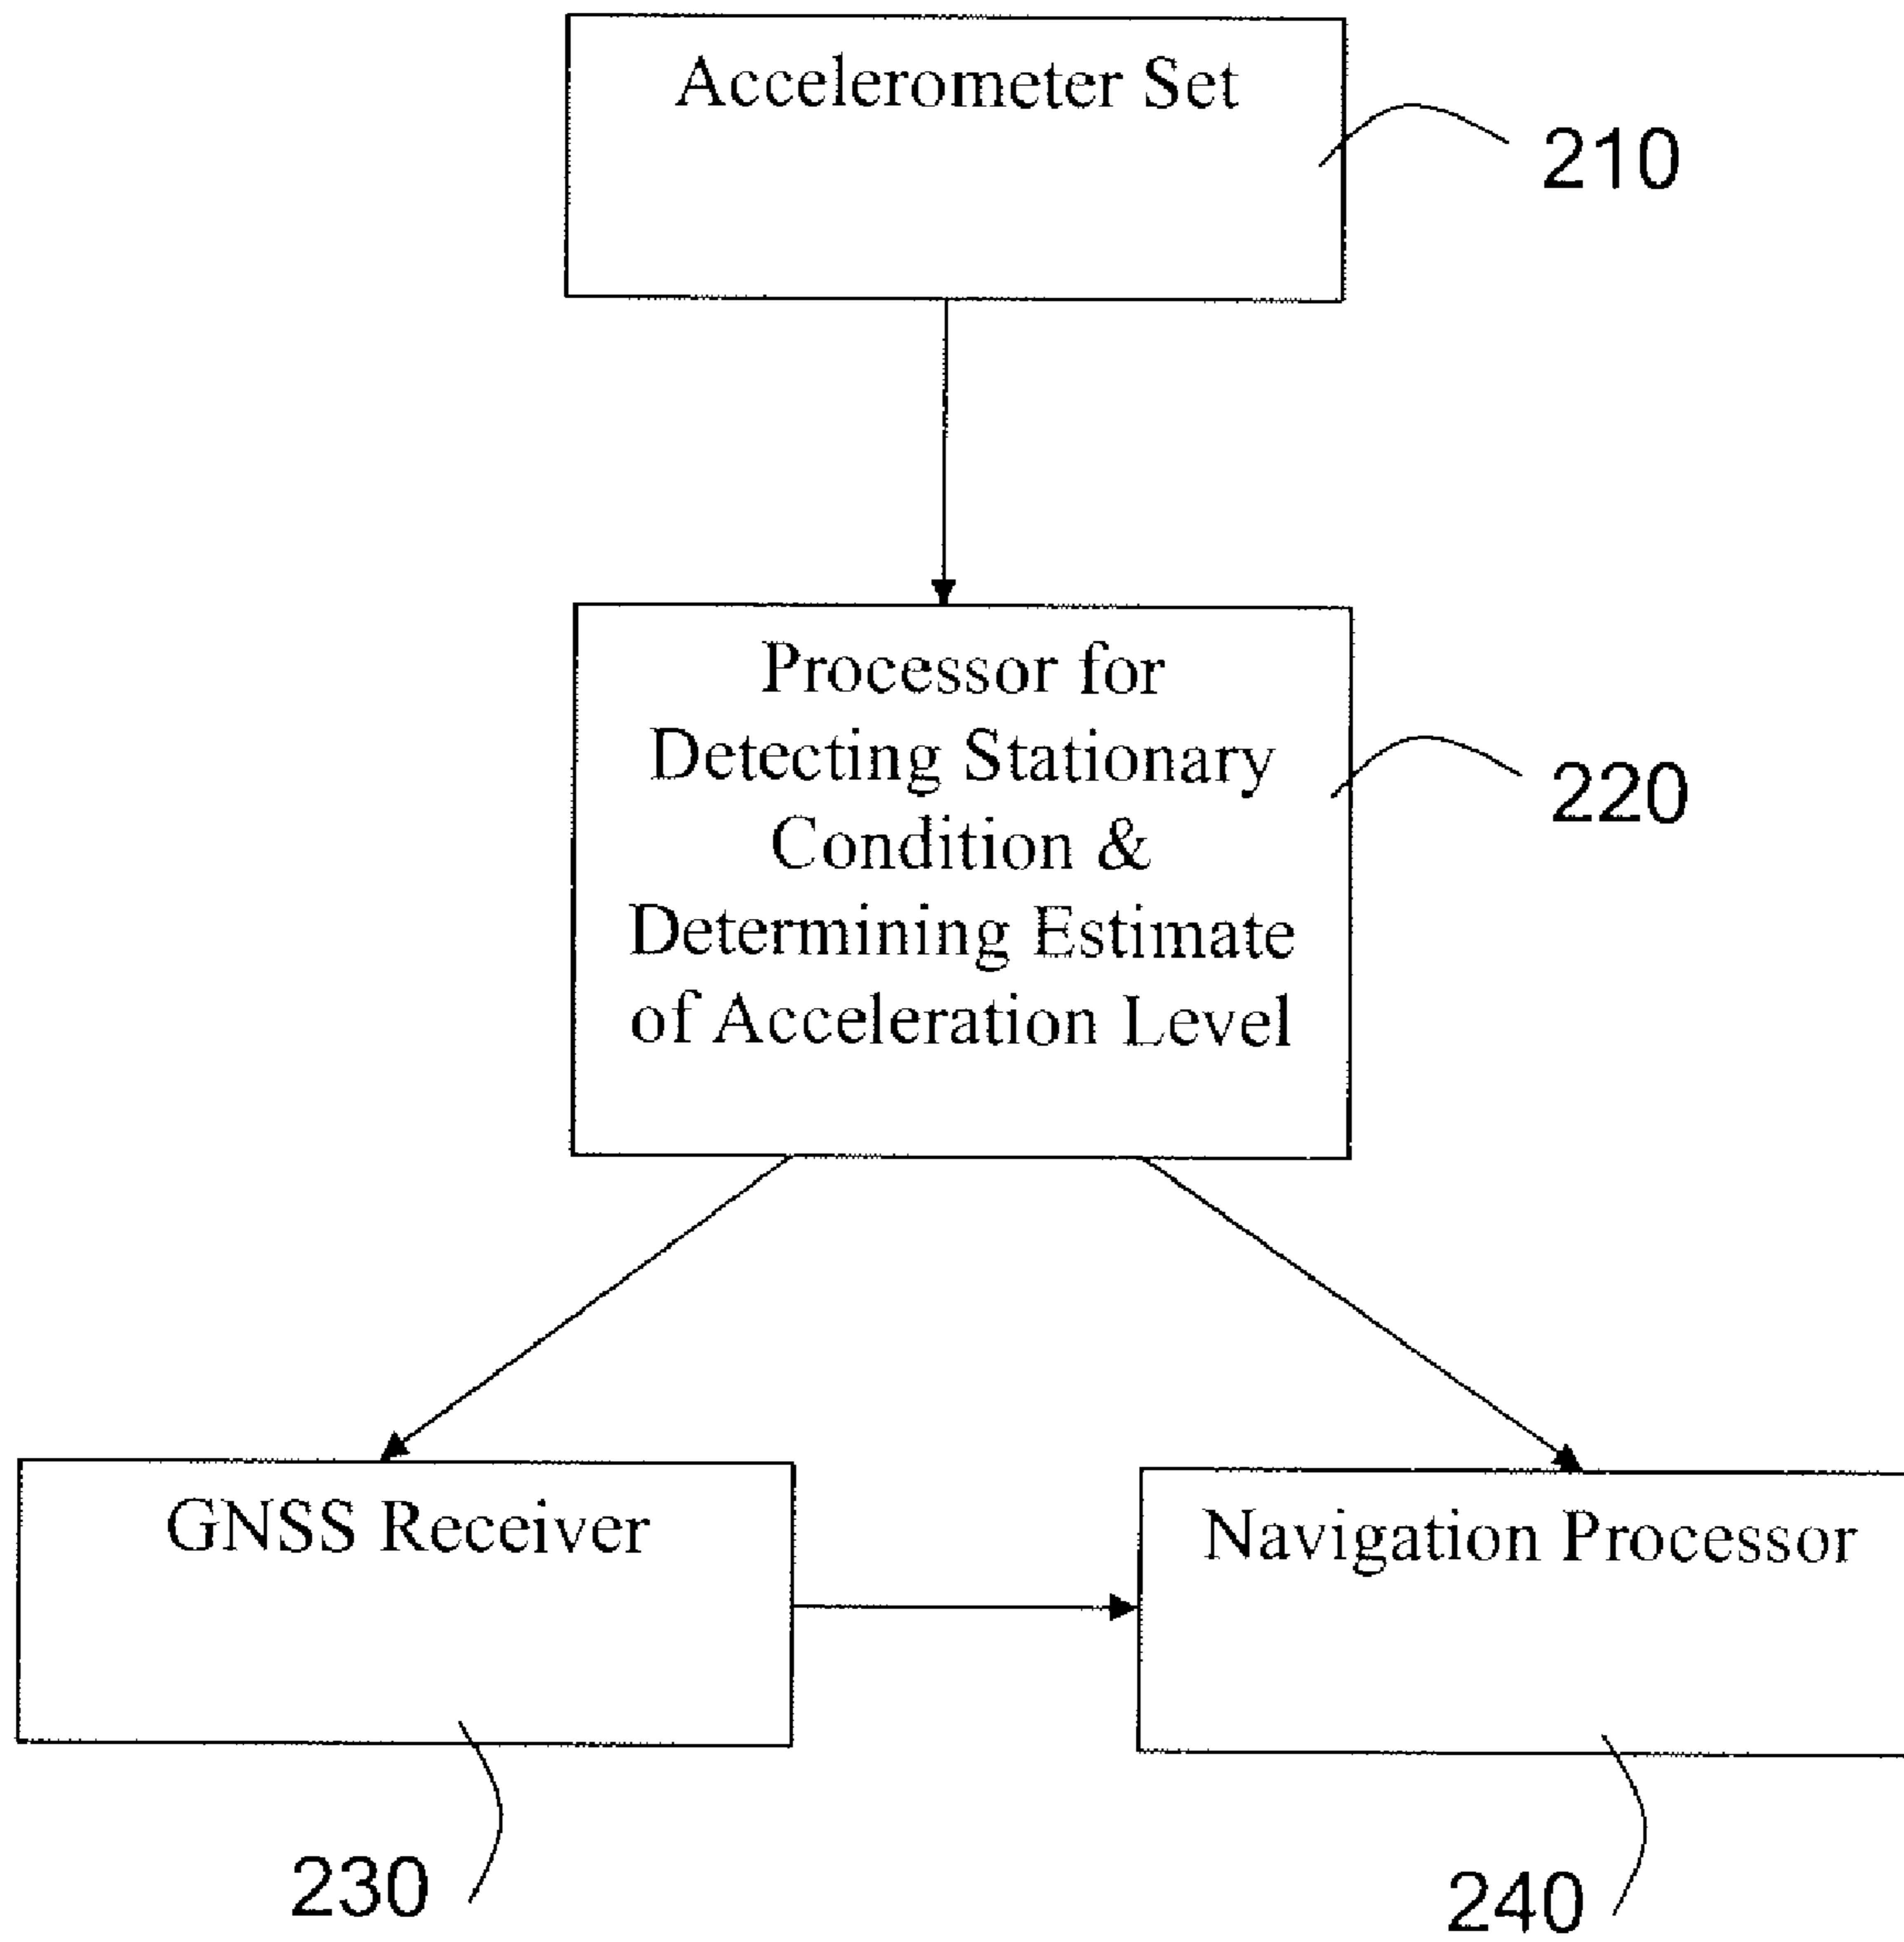 Accelerometer Set
210
Processor for
Detecting Stationary
Condition &
Determining Estimate
of Acceleration Level
220
GNSS Receiver
Navigation Processor
230
240